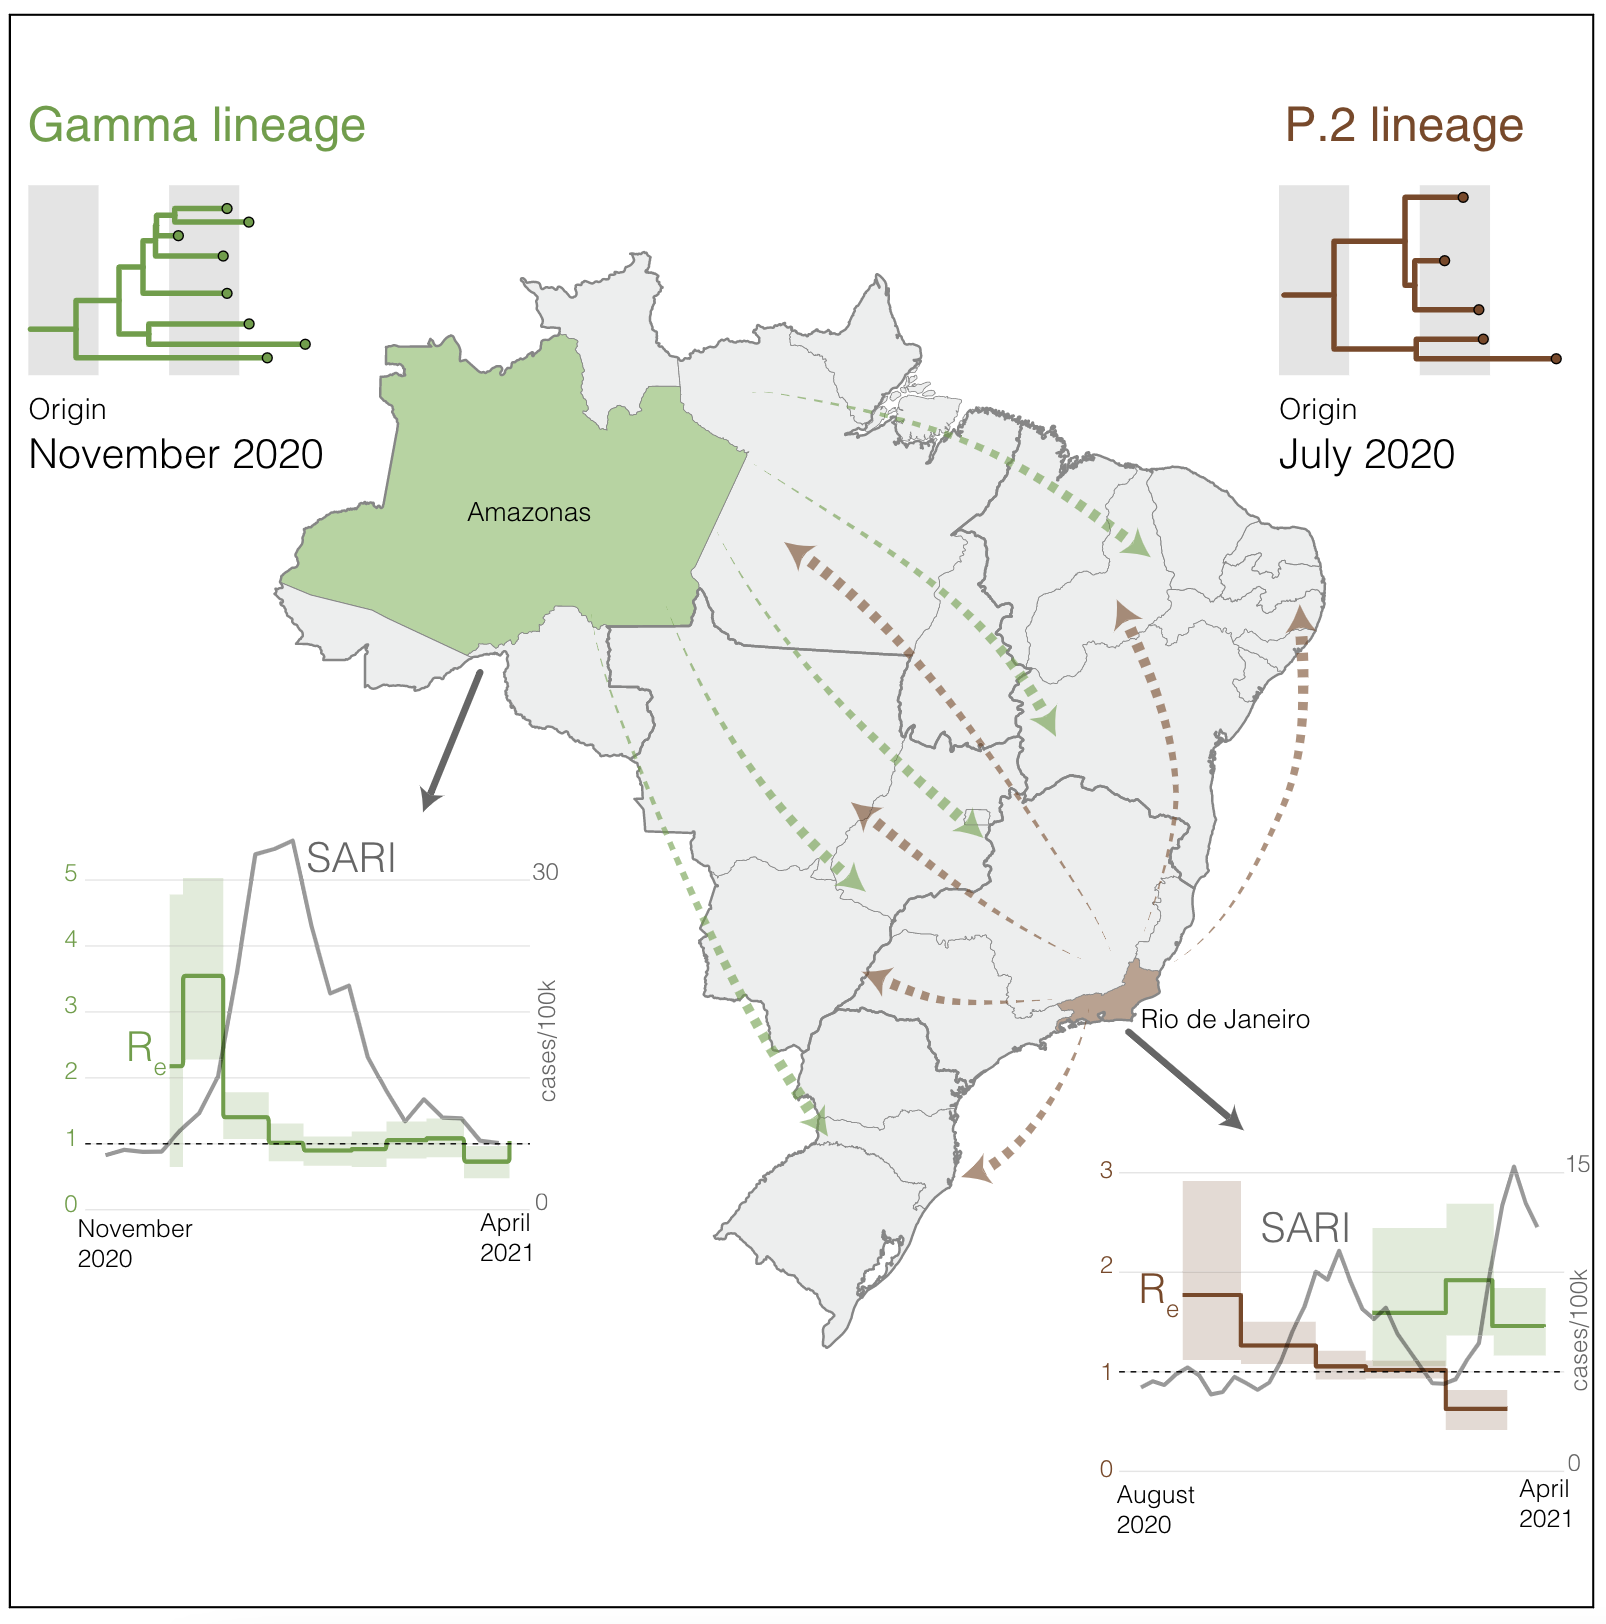 Gamma lineage
P.2 lineage
Origin
November 2020
Origin
July 2020
Amazonas
Rio de Janeiro
SARI
5
4
3
2
1
0
30
0
cases/100k
Re
November
2020
April
2021
SARI
3
2
1
0
15
0
cases/100k
Re
August
2020
April
2021